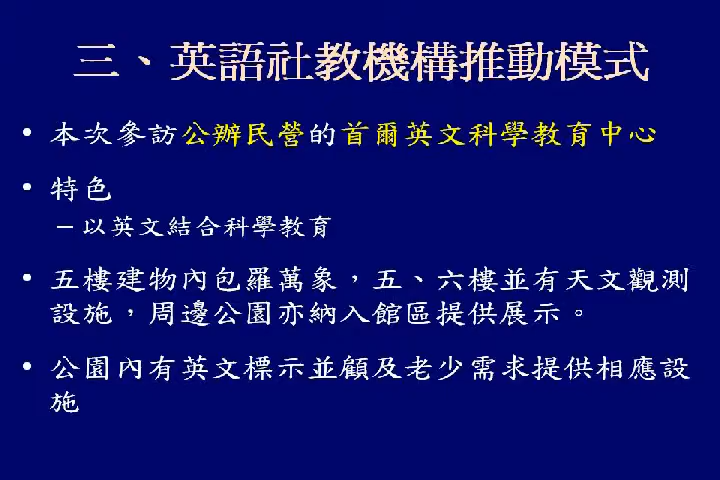 三、英語社教機構推動模式
• 本次參訪公辦民營的首爾英文科學教育中心
• 特色
– 以英文結合科學教育
• 五樓建物內包羅萬象，五、六樓並有天文觀測
設施，周邊公園亦納入館區提供展示。
• 公園內有英文標示並顧及老少需求提供相應設
施